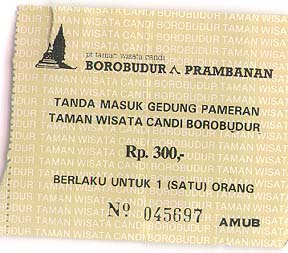 pt taman wisata candi
BOROBUDUR PRAMBANAN
TANDA MASUK GEDUNG PAMERAN
TAMAN WISATA CANDI BOROBUDUR
Rp. 300,-
BERLAKU UNTUK 1 (SATU) ORANG
Nº 045697 AMUB